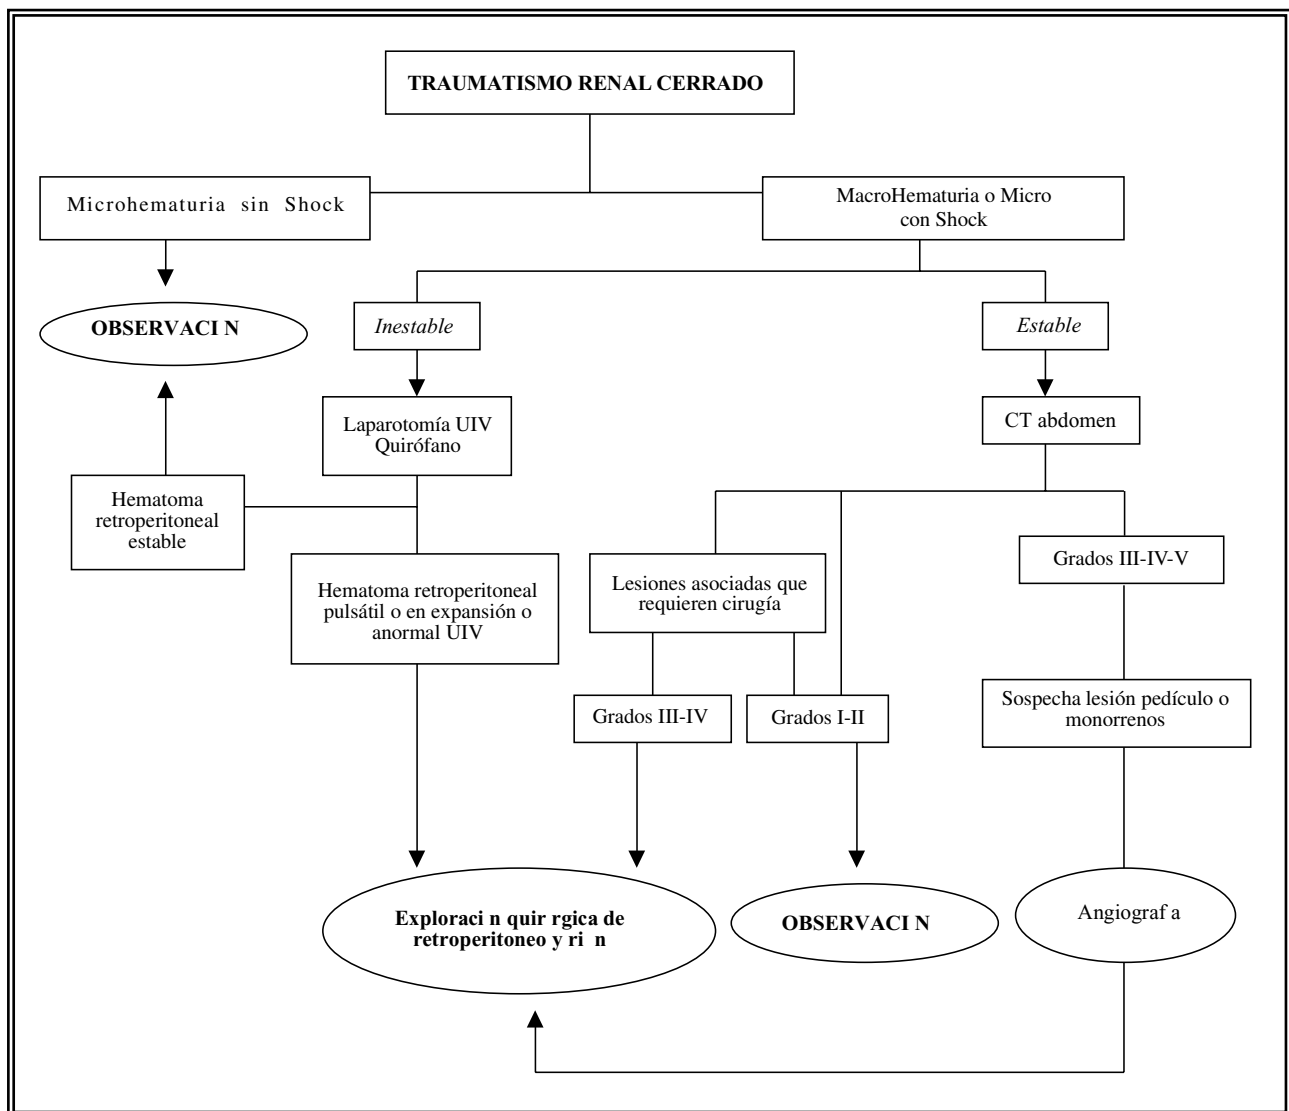 TRAUMATISMO RENAL CERRADO
Microhematuria sin Shock
MacroHematuria o Micro
con Shock
OBSERVACI N
Inestable
Estable
Laparotomía UIV
Quirófano
CT abdomen
Hematoma
retroperitoneal
estable
Hematoma retroperitoneal
pulsátil o en expansión o
anormal UIV
Lesiones asociadas que
requieren cirugía
Grados III-IV-V
Grados III-IV
Grados I-II
Sospecha lesión pedículo o
monorrenos
Exploraci n quir rgica de
retroperitoneo y ri n
OBSERVACI N
Angiograf a